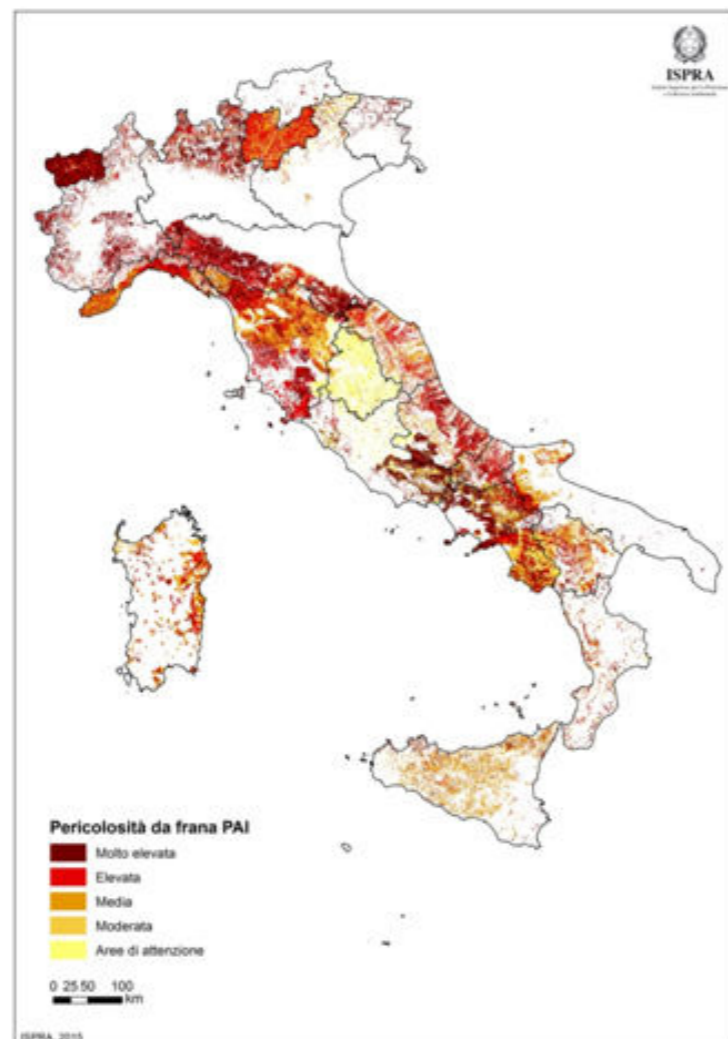 ISPRA
Pericolosità da frana PAI
Molto elevata
Elevata
Media
Moderata
Aree di attenzione
0 25 50 100
km
ISPRA, 2015